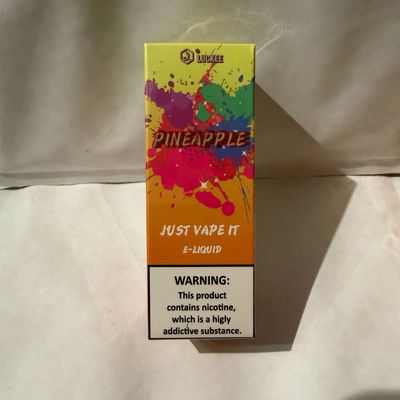 LUCKEE
PINEAPPLE
JUST VAPE IT
E-LIQUID
WARNING:
This product
contains nicotine,
which is a higly
addictive substance.